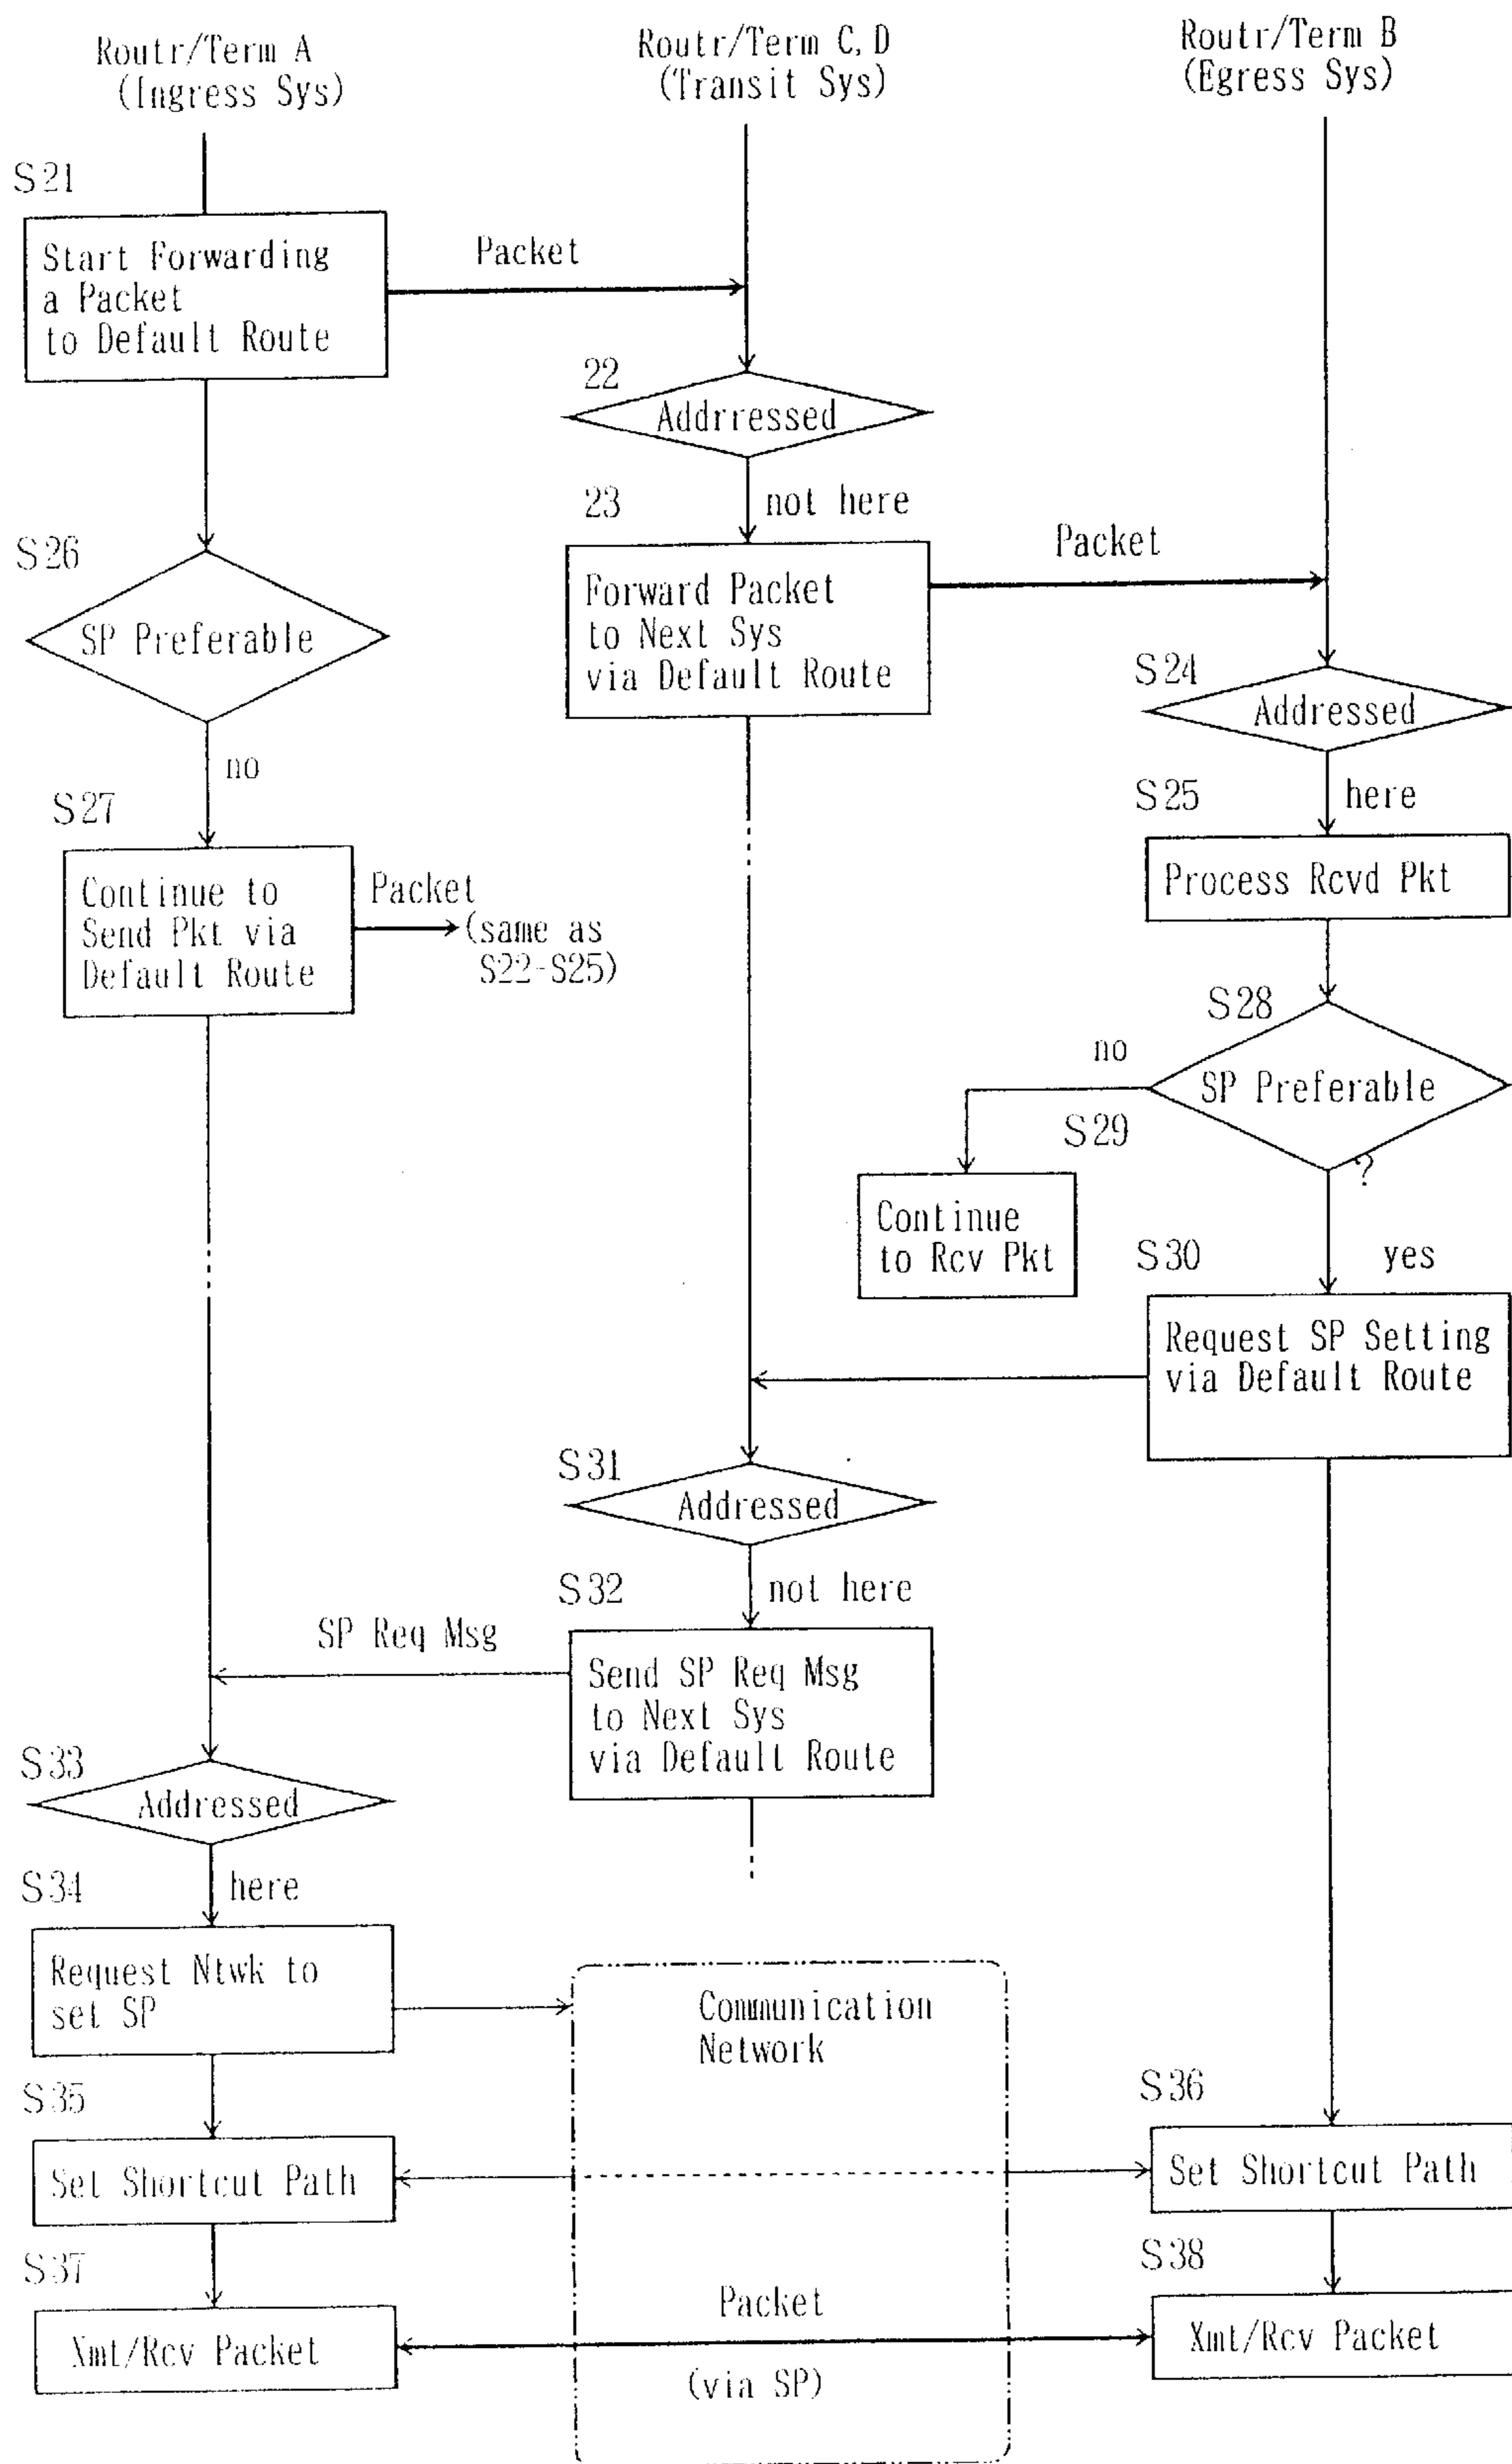 Routr/Term A
(Ingress Sys)
Routr/Term C, D
(Transit Sys)
Routr/Term B
(Egress Sys)
S21
Start Forwarding
a Packet
to Default Route
Packet
22
Addrressed
23
not here
Forward Packet
to Next Sys
via Default Route
Packet
S26
SP Preferable
no
S24
Addressed
S25
here
Process Rcvd Pkt
S27
Continue to
Send Pkt via
Default Route
Packet
(same as
S22-S25)
S28
SP Preferable
?
no
S29
Continue
to Rcv Pkt
S30
yes
Request SP Setting
via Default Route
S31
Addressed
S32
not here
SP Req Msg
Send SP Req Msg
to Next Sys
via Default Route
S33
Addressed
S34
here
Request Ntwk to
set SP
Communication
Network
S35
Set Shortcut Path
S36
Set Shortcut Path
S37
Xmt/Rcv Packet
Packet
(via SP)
S38
Xmt/Rcv Packet